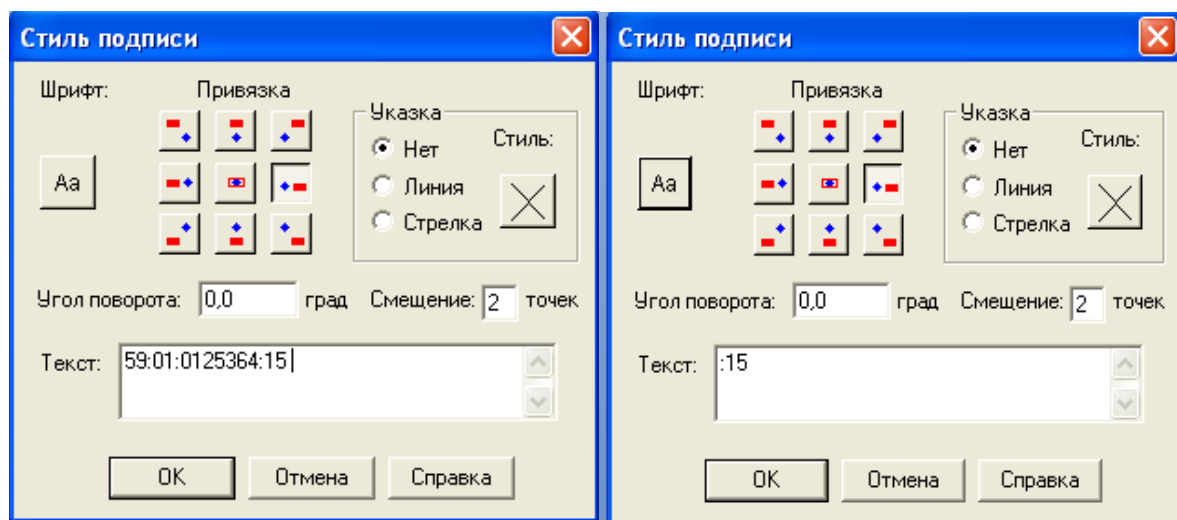 Стиль подписи
Шрифт:
Привязка
Указка
Нет
Стиль:
Aa
Линия
Стрелка
Угол поворота: 0,0 град Смещение: 2 точек
Текст: 59:01:0125364:15
OK Отмена Справка
Стиль подписи
Шрифт:
Привязка
Указка
Нет
Стиль:
Aa
Линия
Стрелка
Угол поворота: 0,0 град Смещение: 2 точек
Текст: :15
OK Отмена Справка